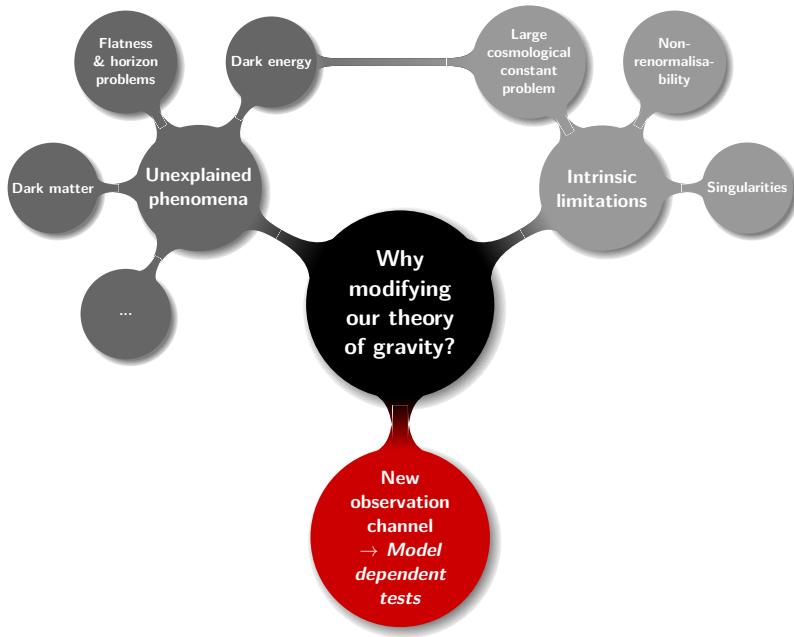 Flatness
& horizon
problems
Dark energy
Large
cosmological
constant
problem
Non-
renormalisa-
bility
Dark matter
Unexplained
phenomena
Intrinsic
limitations
Singularities
...
Why
modifying
our theory
of gravity?
New
observation
channel
→ Model
dependent
tests